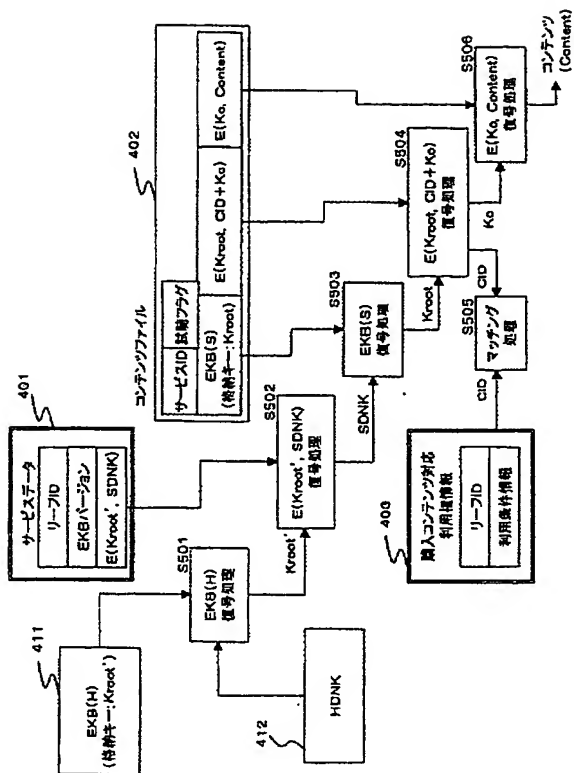 411
EKB(H)
(格納キー:Kroot')
412
HDNK
401
サービスデータ
リーフID
EKBバージョン
E(Kroot', SDNK)
S501
EKB(H)
復号処理
Kroot'
S502
E(Kroot', SDNK)
復号処理
SDNK
402
コンテンツファイル
サービスID
試聴フラグ
EKB(S)
(格納キー:Kroot)
E(Kroot, CID+Kc)
E(Kc, Content)
S503
EKB(S)
復号処理
Kroot
S504
E(Kroot, CID+Kc)
復号処理
Kc
CID
403
購入コンテンツ対応
利用権情報
リーフID
利用条件情報
CID
S505
マッチング
処理
S506
E(Kc, Content)
復号処理
コンテンツ
(Content)